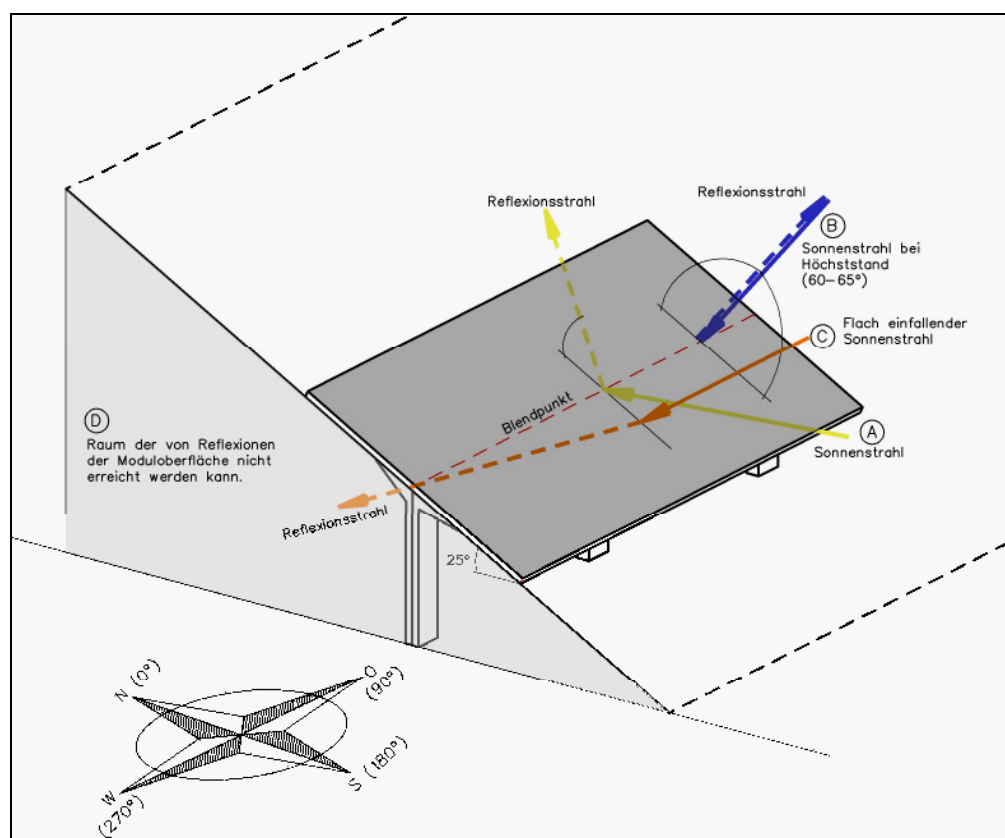 Reflexionsstrahl
Reflexionsstrahl
B
Sonnenstrahl bei
Höchststand
(60–65°)
C
Flach einfallender
Sonnenstrahl
Blendpunkt
A
Sonnenstrahl
D
Raum der von Reflexionen
der Moduloberfläche nicht
erreicht werden kann.
Reflexionsstrahl
25°
N (0°)
O
(90°)
W
(270°)
S (180°)